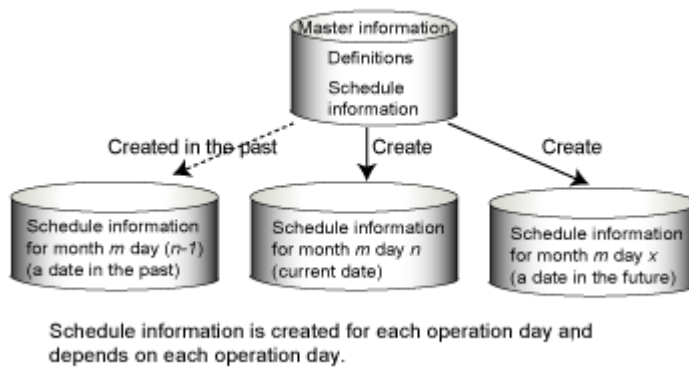 Master information
Definitions
Schedule
information
Created in the past
Create
Create
Schedule information
for month m day (n-1)
(a date in the past)
Schedule information
for month m day n
(current date)
Schedule information
for month m day x
(a date in the future)
Schedule information is created for each operation day and
depends on each operation day.